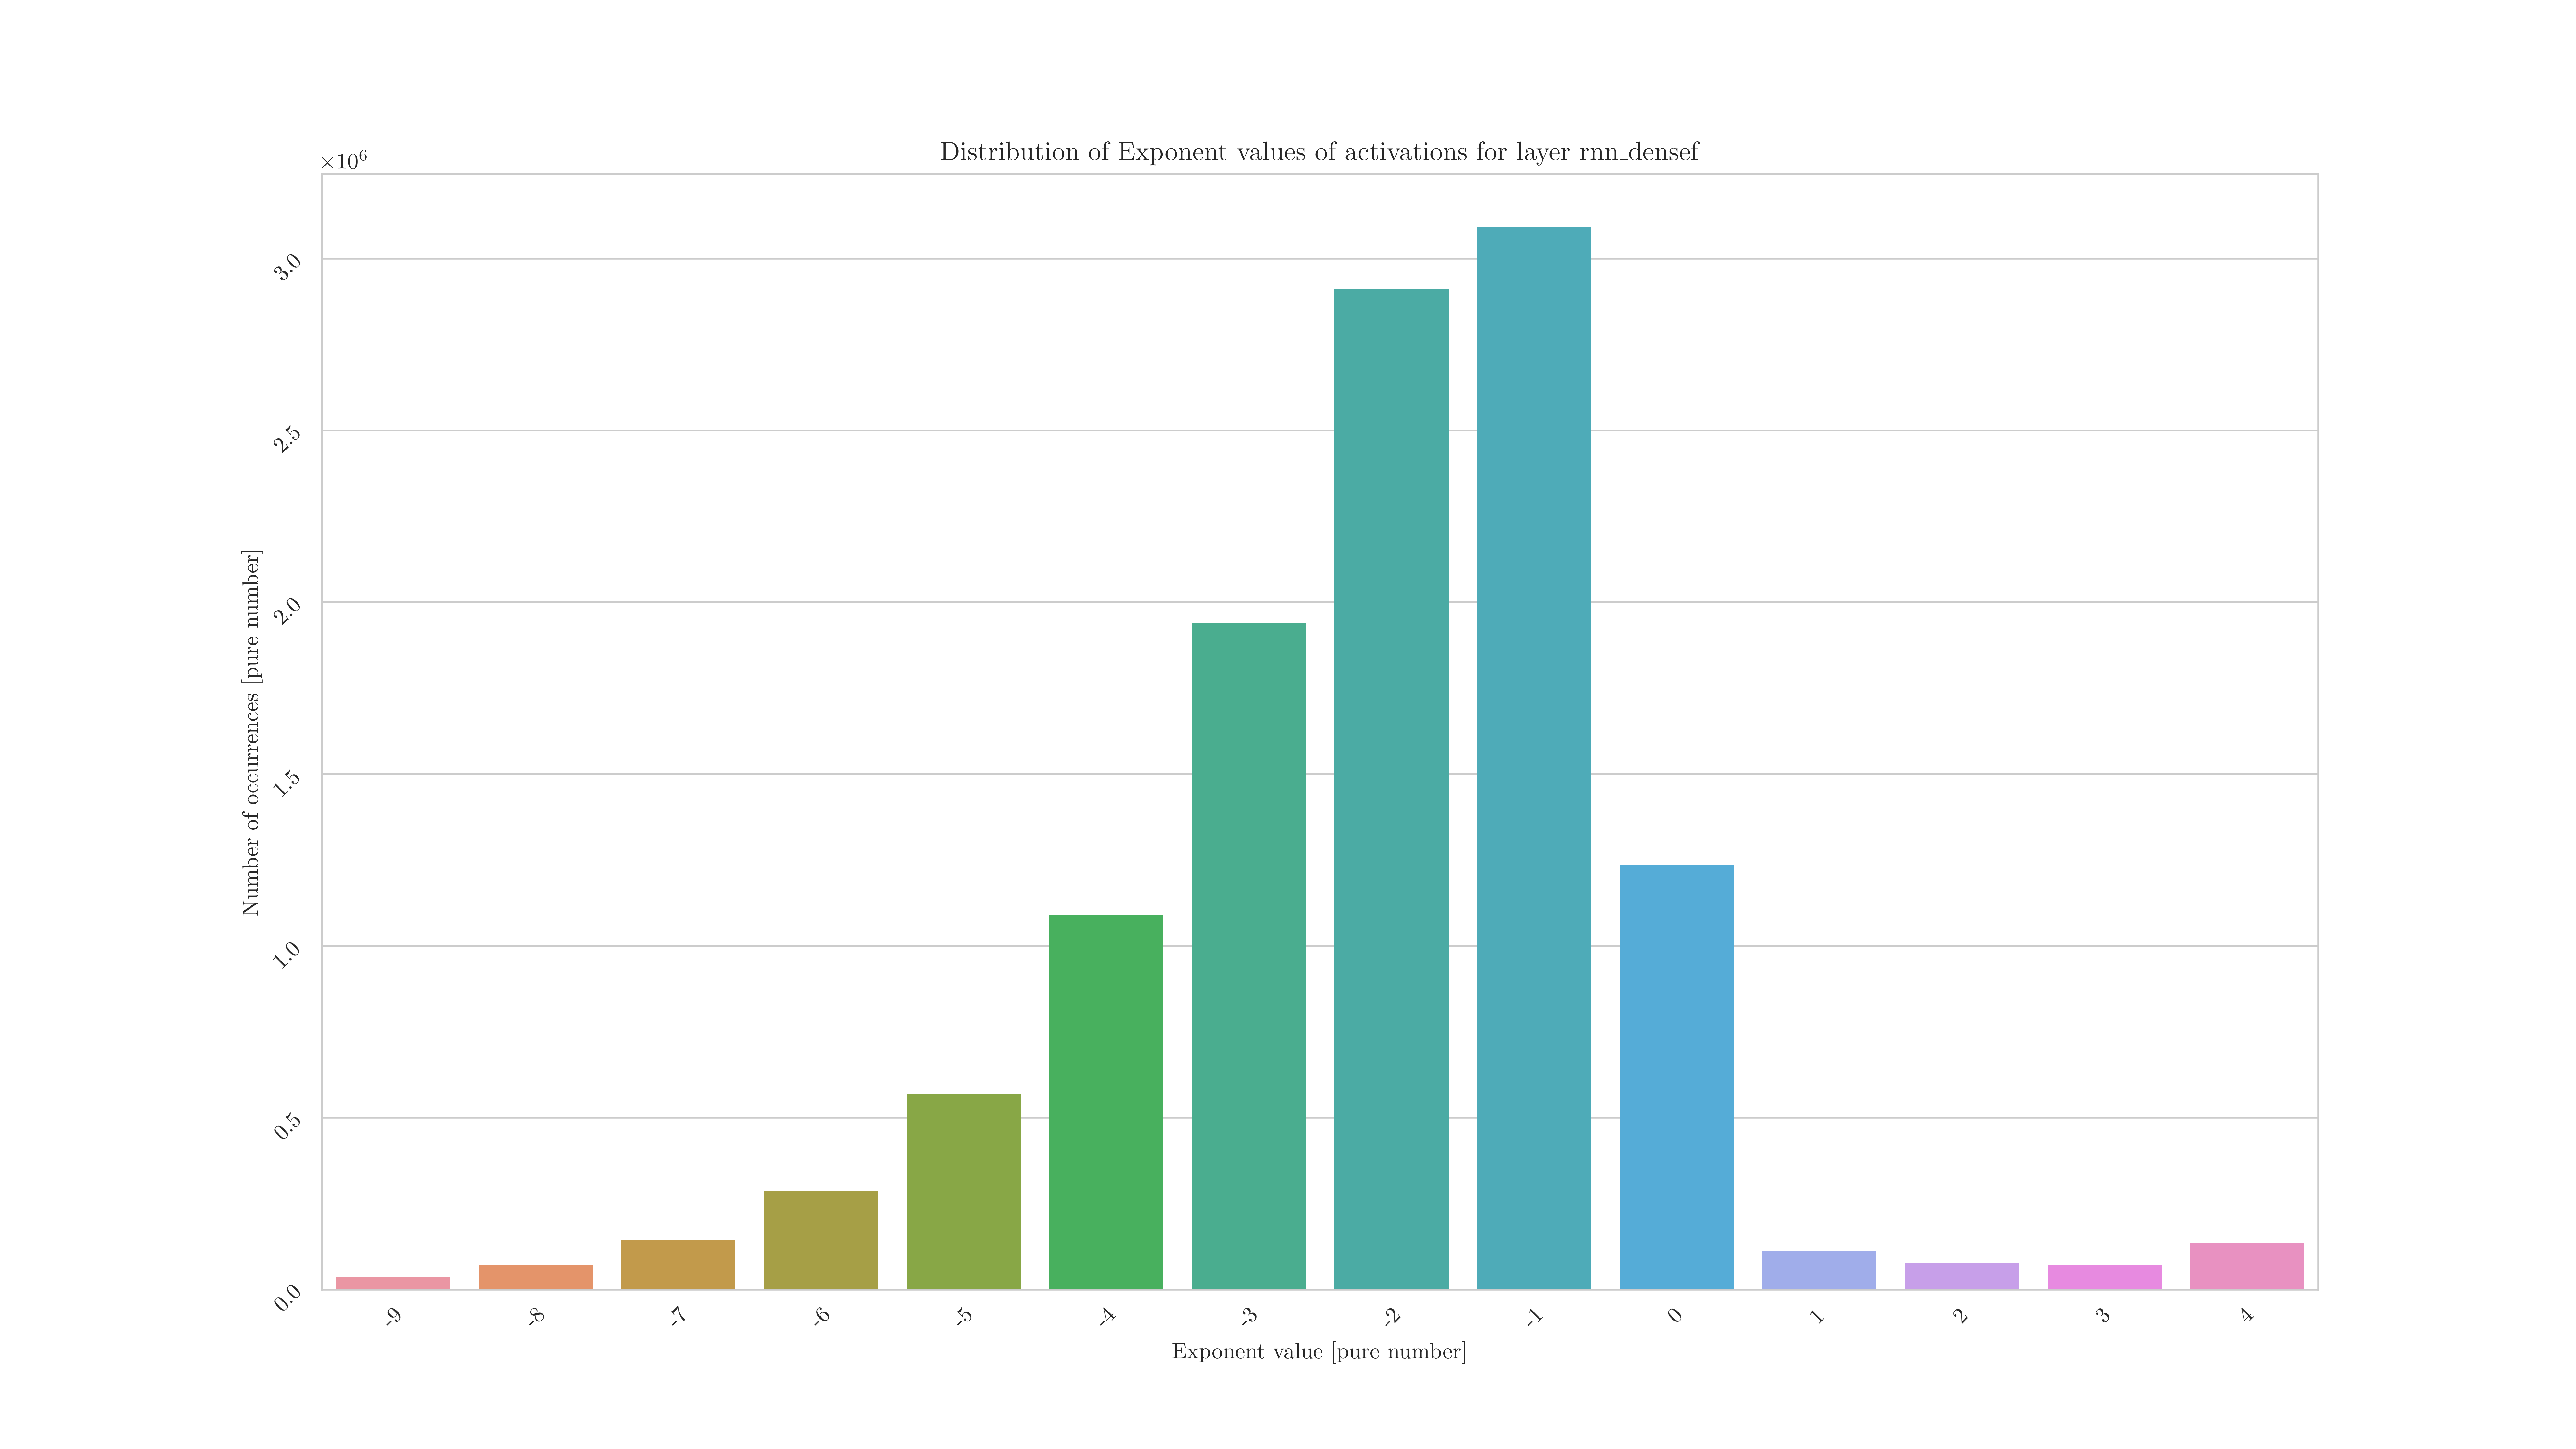 Distribution of Exponent values of activations for layer rnn_densef
×10⁶
3.0
2.5
2.0
1.5
1.0
0.5
0.0
Number of occurrences [pure number]
-9 -8 -7 -6 -5 -4 -3 -2 -1 0 1 2 3 4
Exponent value [pure number]